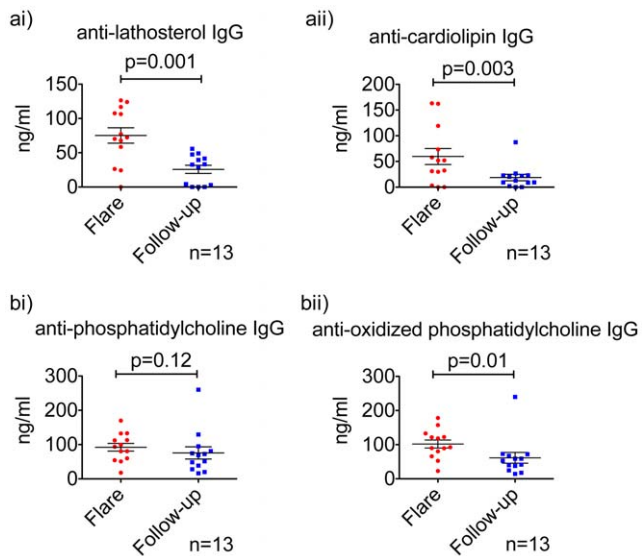 ai)
anti-lathosterol IgG
p=0.001
150
100
50
0
ng/ml
Flare
Follow-up
n=13
aii)
anti-cardiolipin IgG
p=0.003
200
150
100
50
0
ng/ml
Flare
Follow-up
n=13
bi)
anti-phosphatidylcholine IgG
p=0.12
300
200
100
0
ng/ml
Flare
Follow-up
n=13
bii)
anti-oxidized phosphatidylcholine IgG
p=0.01
300
200
100
0
ng/ml
Flare
Follow-up
n=13